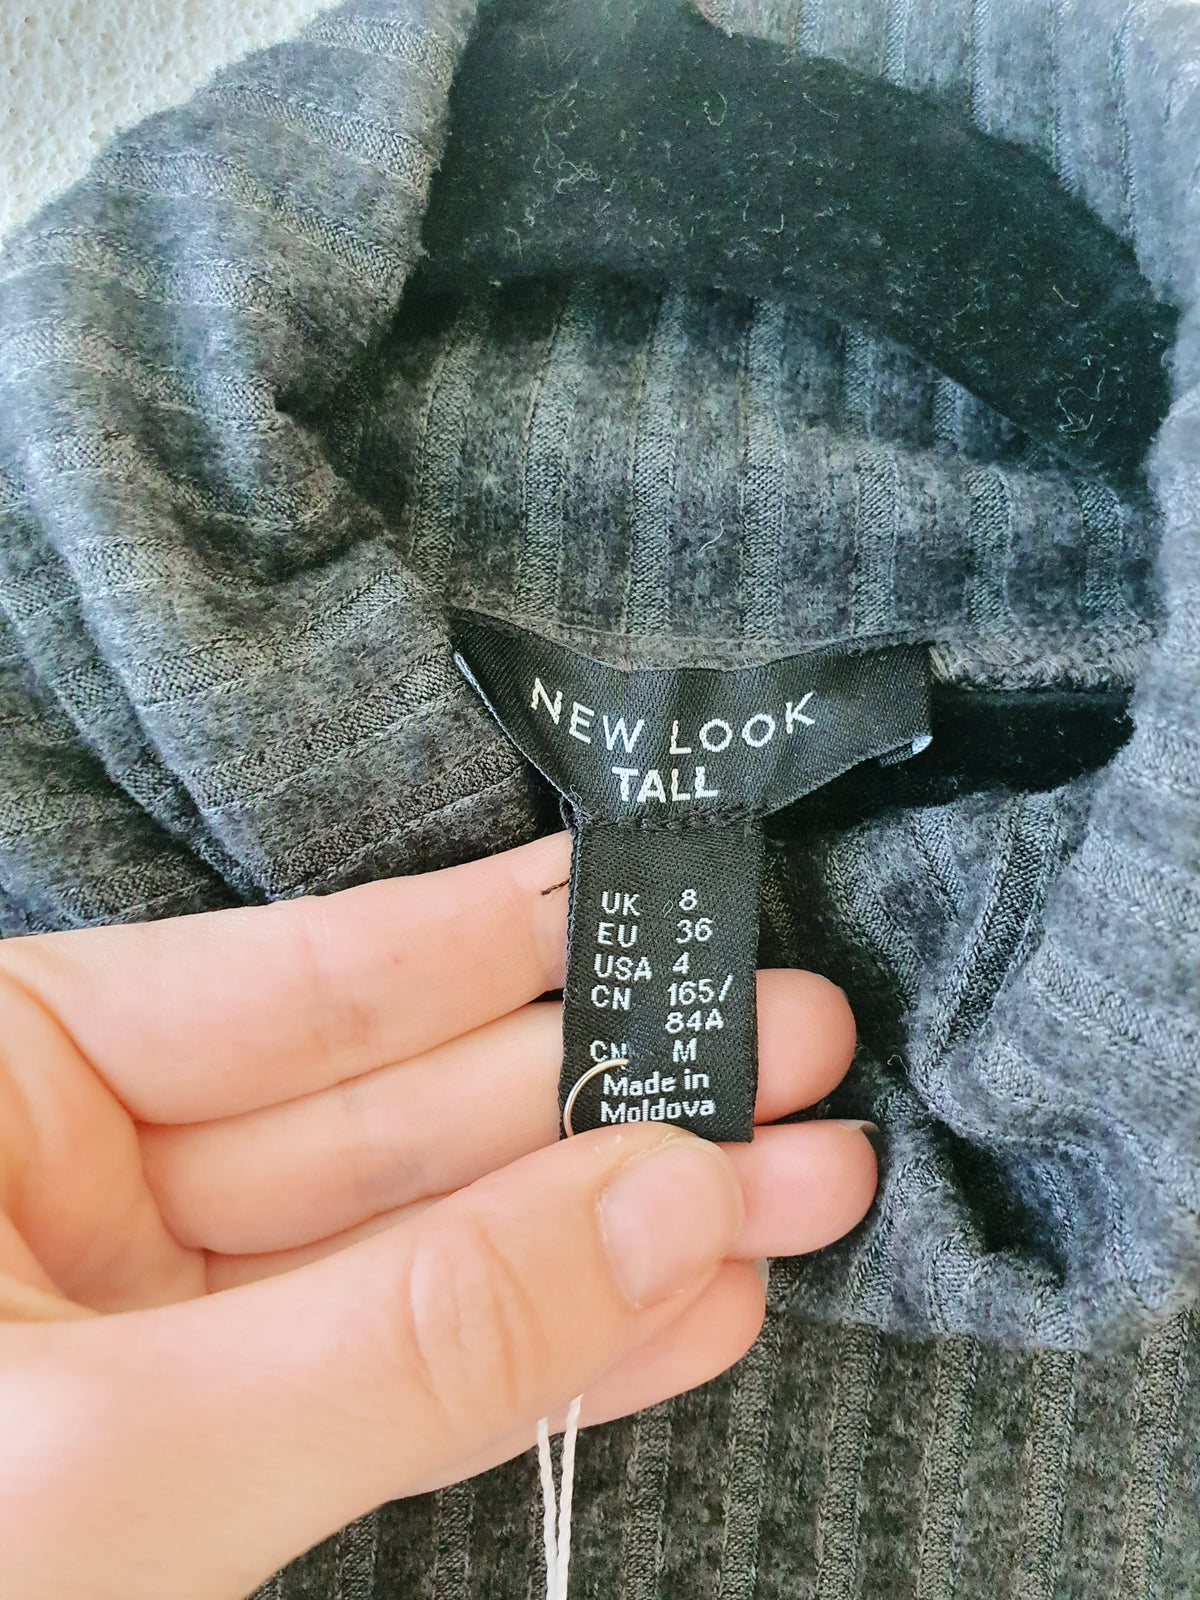 NEW LOOK
TALL
UK 8
EU 36
USA 4
CN 165/
84A
CN M
Made in
Moldova